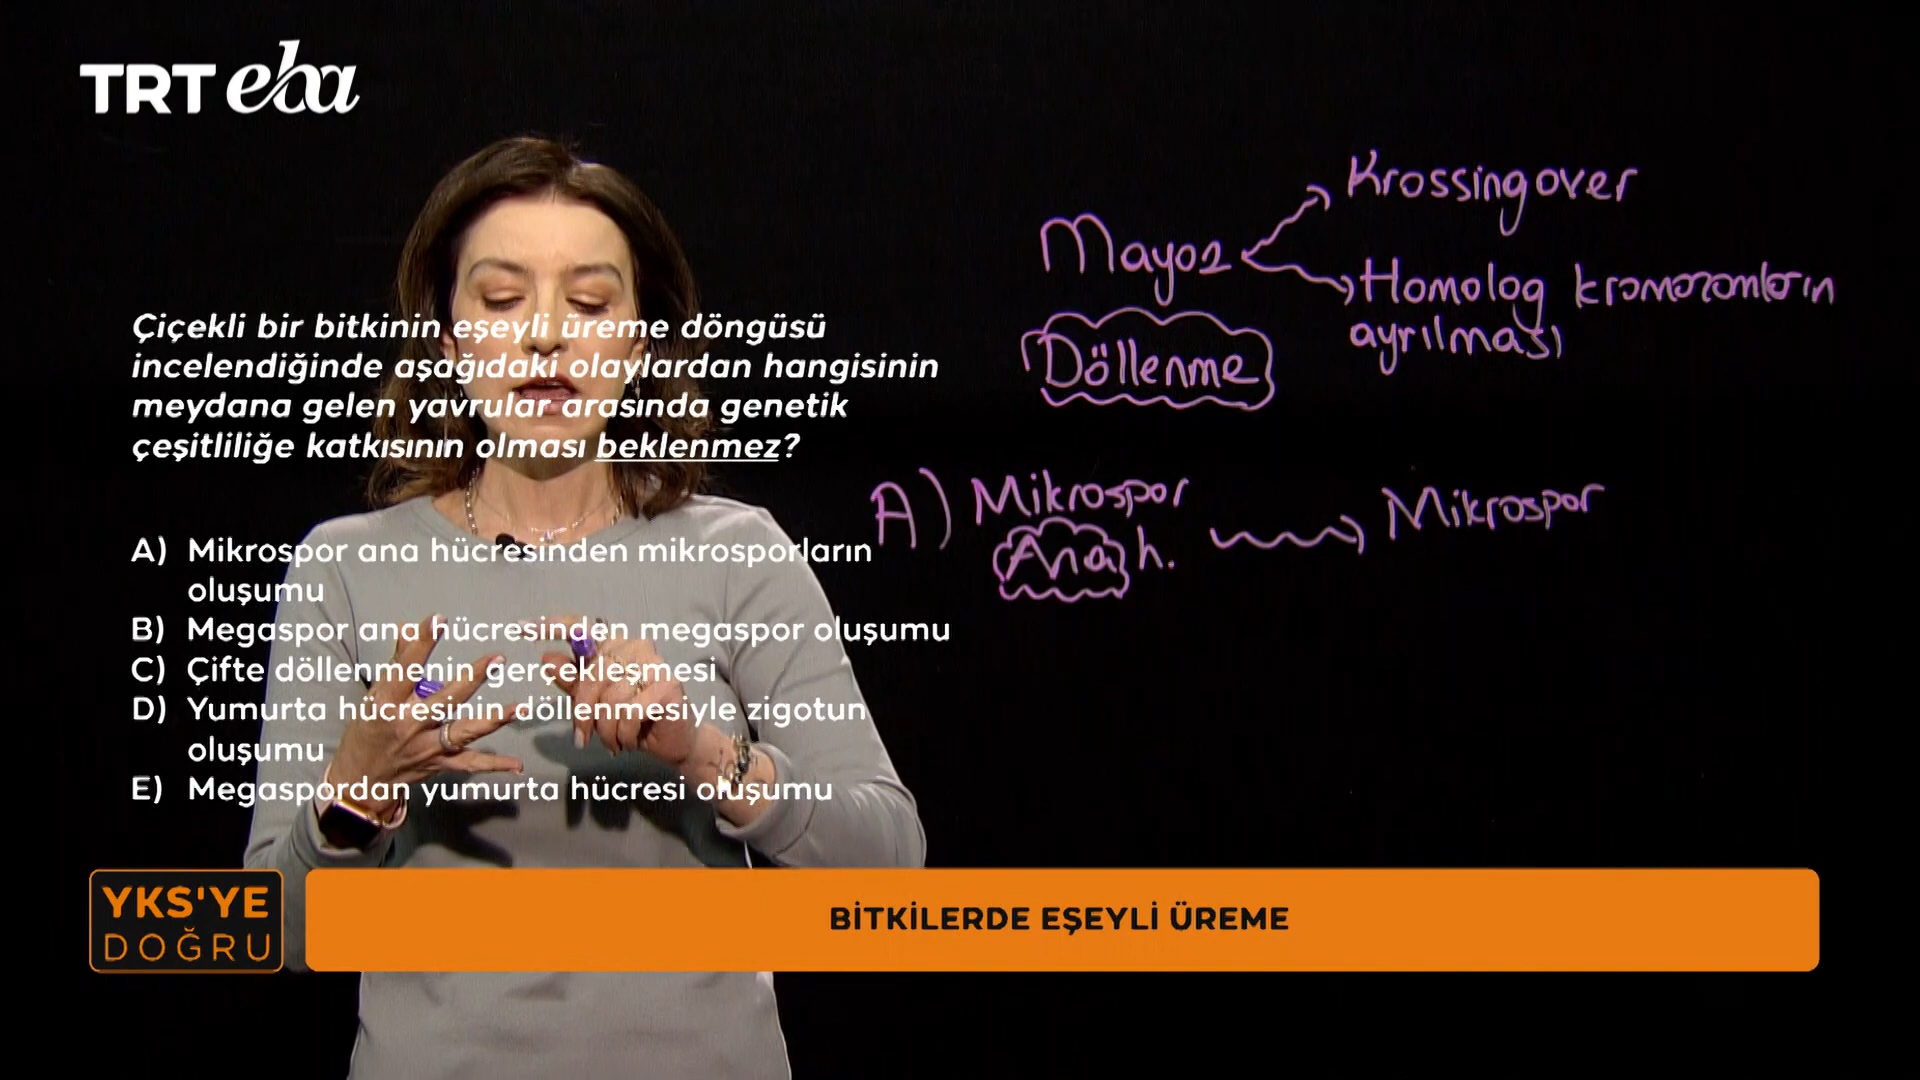 TRT eba
Çiçekli bir bitkinin eşeyli üreme döngüsü
incelendiğinde aşağıdaki olaylardan hangisinin
meydana gelen yavrular arasında genetik
çeşitliliğe katkısının olması beklenmez?
A) Mikrospor ana hücresinden mikrosporların
oluşumu
B) Megaspor ana hücresinden megaspor oluşumu
C) Çifte döllenmenin gerçekleşmesi
D) Yumurta hücresinin döllenmesiyle zigotun
oluşumu
E) Megaspordan yumurta hücresi oluşumu
Krossingover
Mayoz
Homolog kromozomların
ayrılması
Döllenme
A) Mikrospor
Ana h.
Mikrospor
YKS'YE
DOĞRU
BİTKİLERDE EŞEYLİ ÜREME